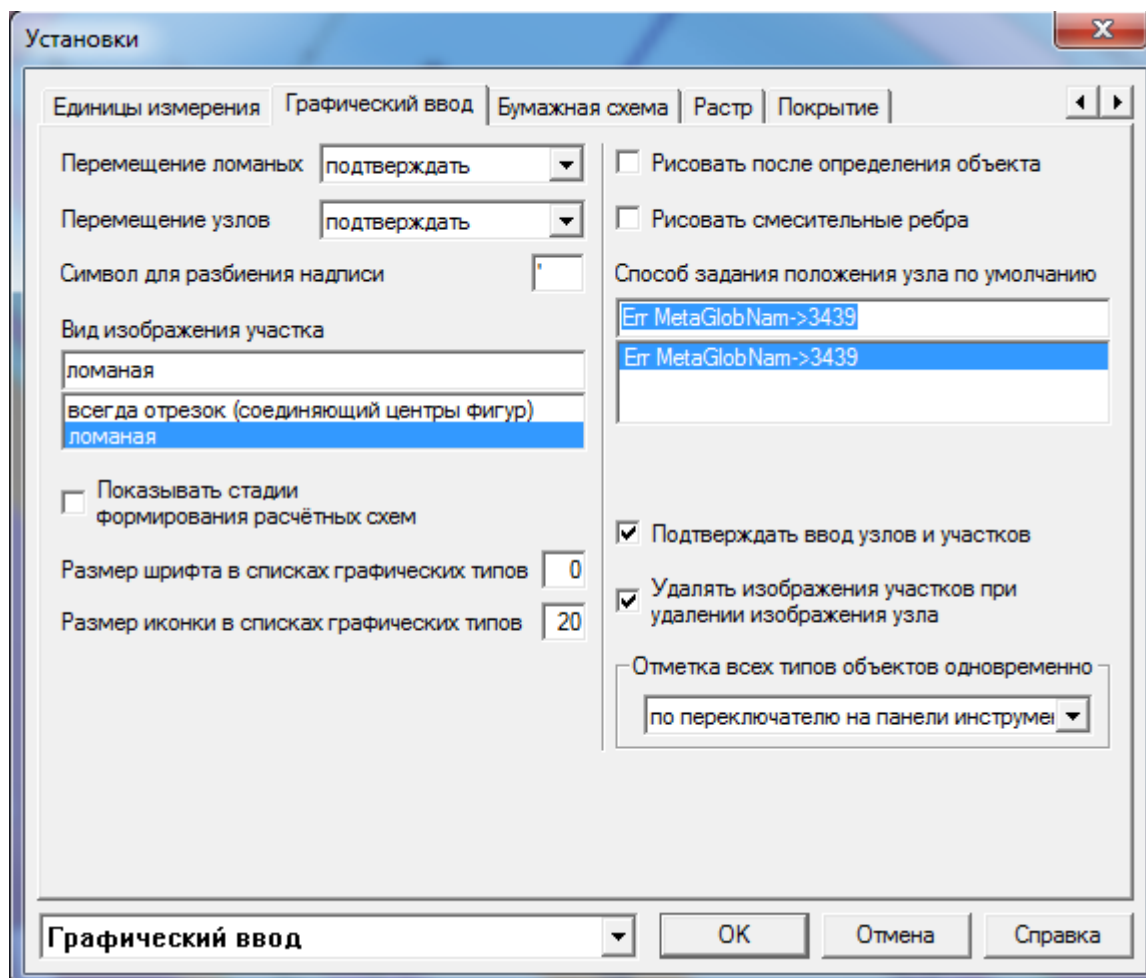 Установки
Единицы измерения
Графический ввод
Бумажная схема
Растр
Покрытие
Перемещение ломаных
подтверждать
Перемещение узлов
подтверждать
Символ для разбиения надписи
'
Вид изображения участка
ломаная
всегда отрезок (соединяющий центры фигур)
ломаная
Показывать стадии
формирования расчётных схем
Размер шрифта в списках графических типов
0
Размер иконки в списках графических типов
20
Рисовать после определения объекта
Рисовать смесительные ребра
Способ задания положения узла по умолчанию
Err MetaGlobNam->3439
Err MetaGlobNam->3439
Подтверждать ввод узлов и участков
Удалять изображения участков при
удалении изображения узла
Отметка всех типов объектов одновременно
по переключателю на панели инструмен
Графический ввод
OK
Отмена
Справка